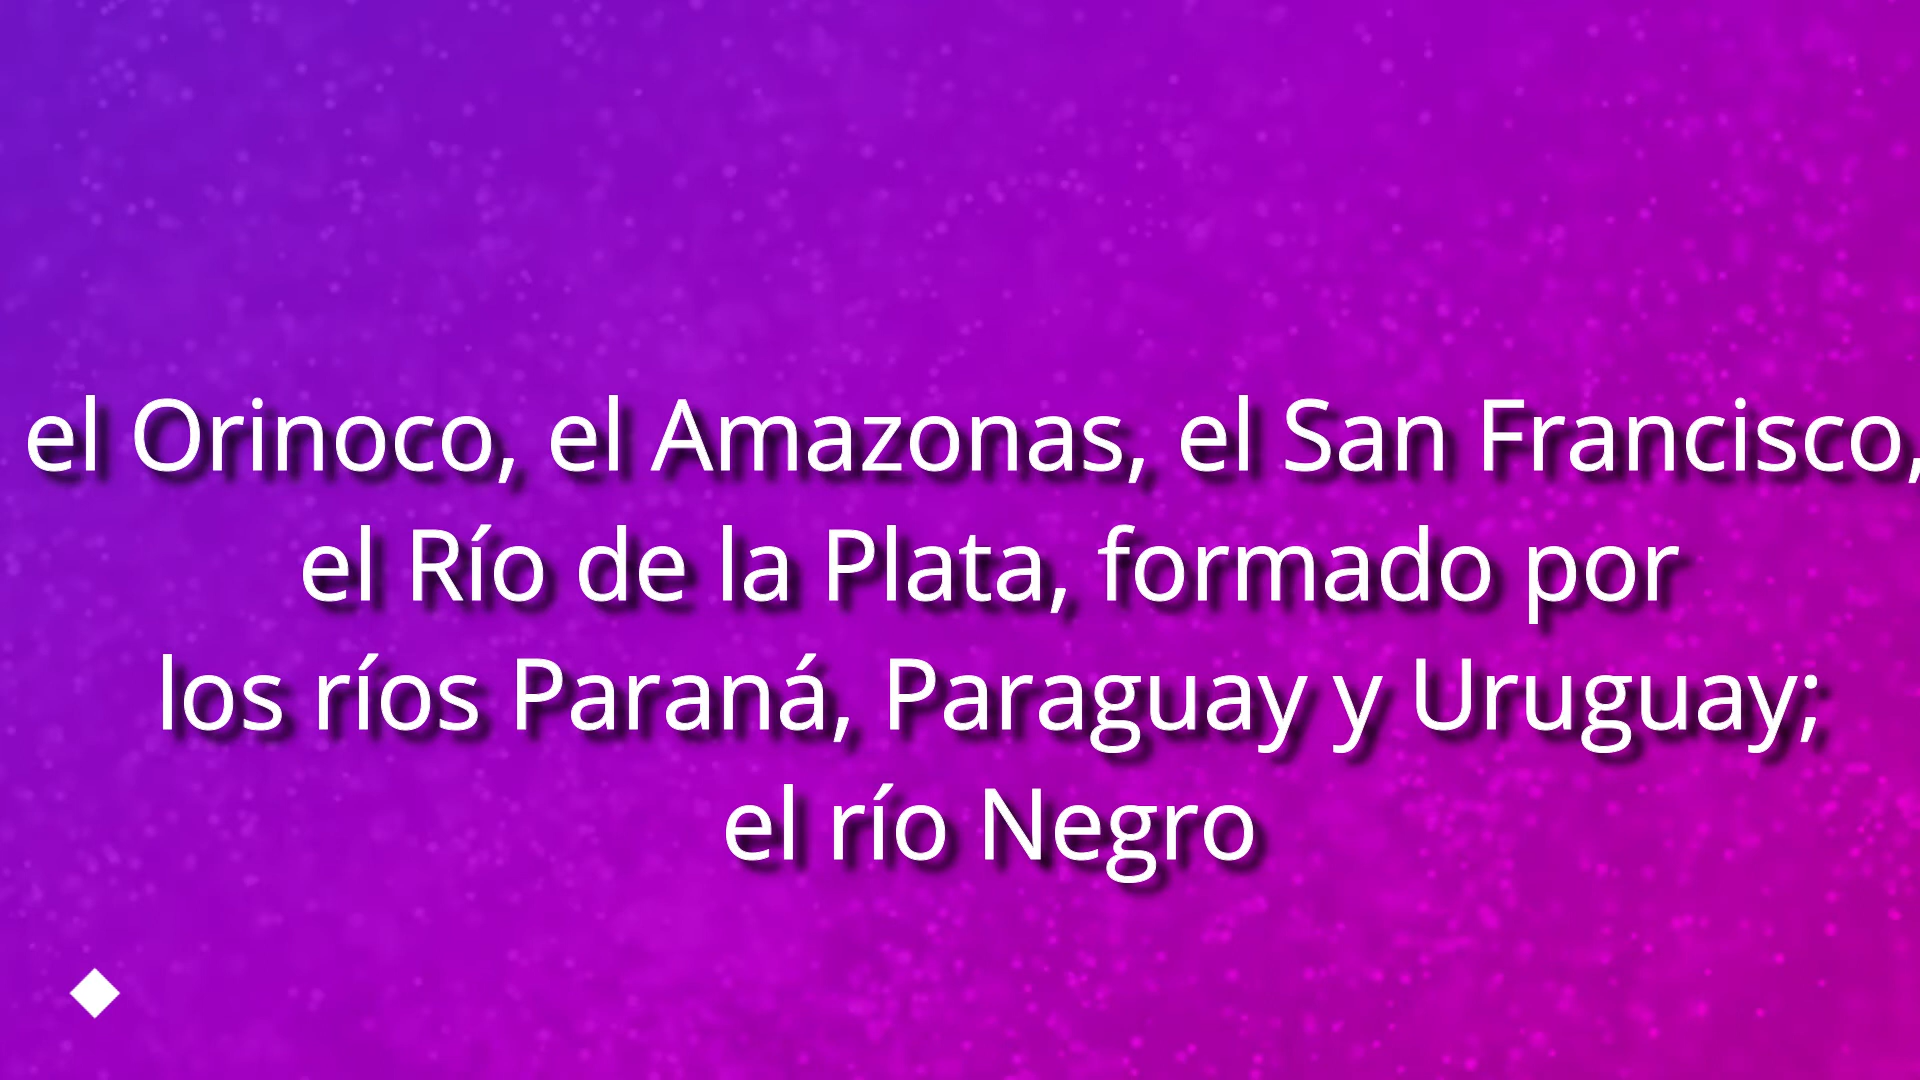 el Orinoco, el Amazonas, el San Francisco,
el Río de la Plata, formado por
los ríos Paraná, Paraguay y Uruguay;
el río Negro